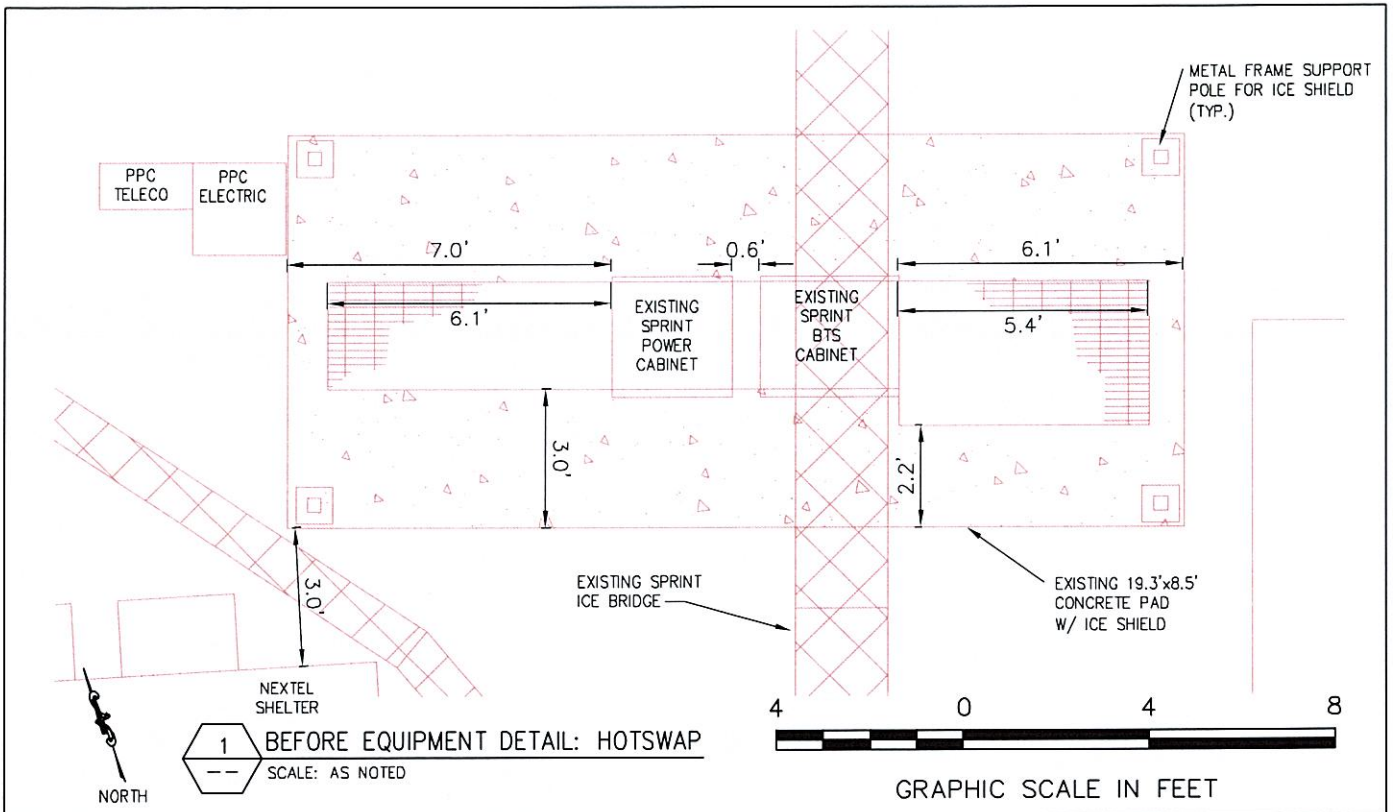 METAL FRAME SUPPORT
POLE FOR ICE SHIELD
(TYP.)
PPC
TELECO
PPC
ELECTRIC
7.0'
0.6'
6.1'
6.1'
5.4'
EXISTING
SPRINT
POWER
CABINET
EXISTING
SPRINT
BTS
CABINET
3.0'
2.2'
3.0'
EXISTING SPRINT
ICE BRIDGE
EXISTING 19.3'x8.5'
CONCRETE PAD
W/ ICE SHIELD
NEXTEL
SHELTER
NORTH
1
BEFORE EQUIPMENT DETAIL: HOTSWAP
--
SCALE: AS NOTED
4 0 4 8
GRAPHIC SCALE IN FEET